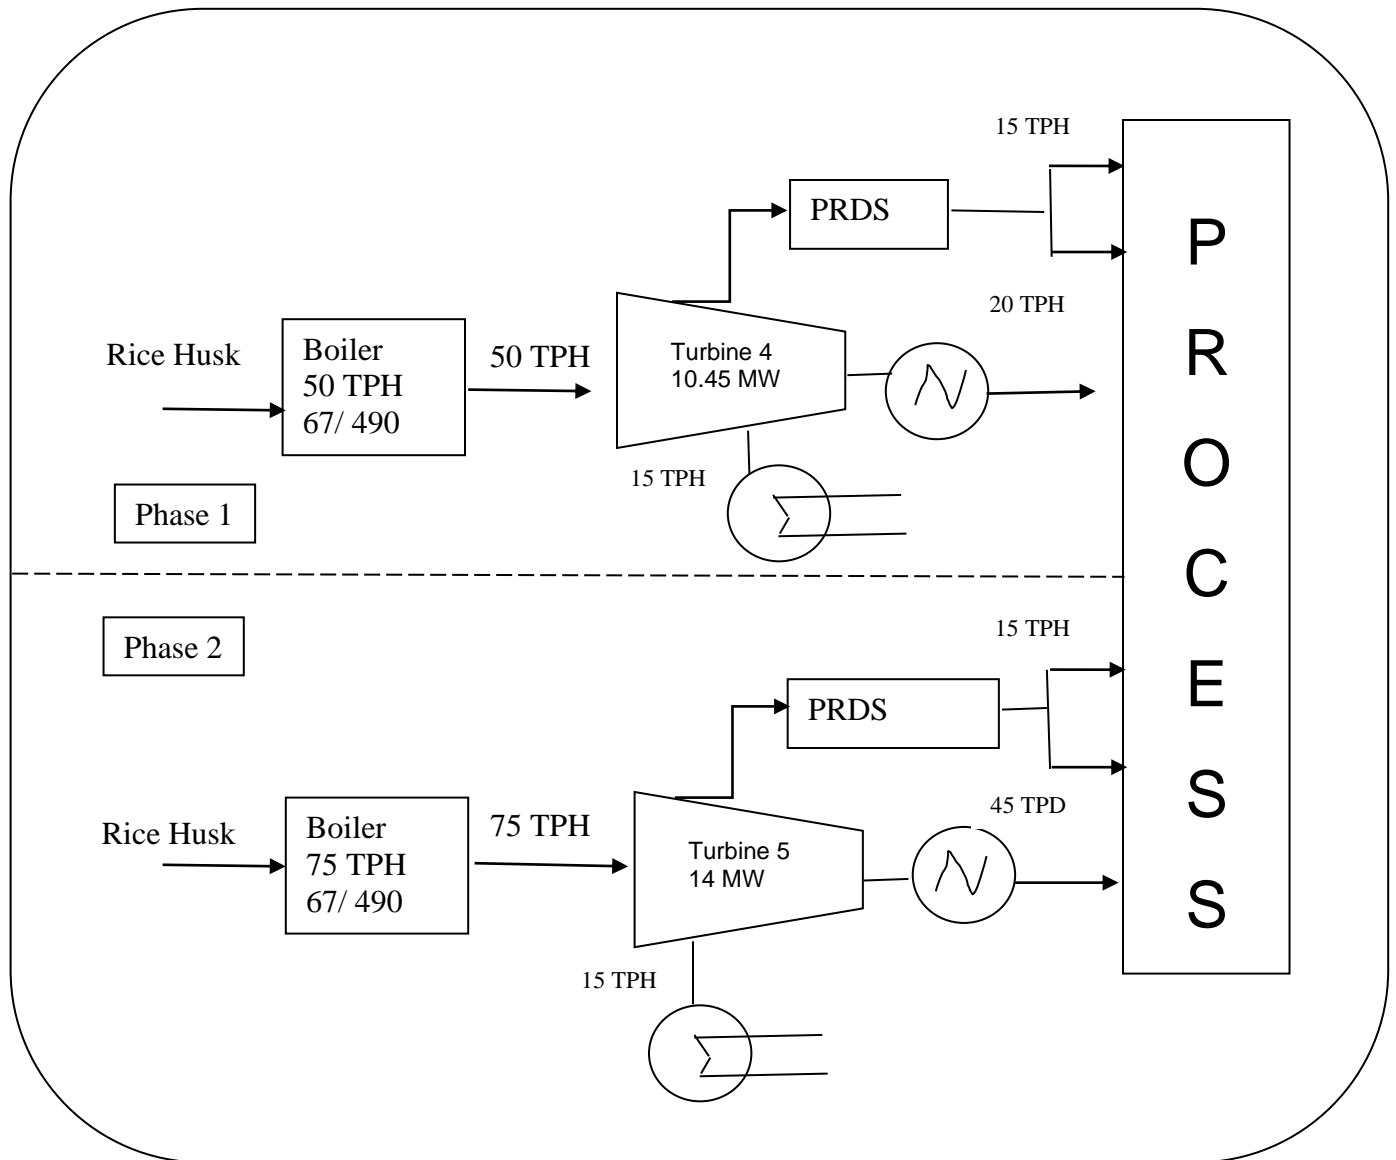 15 TPH
PRDS
20 TPH
Rice Husk
Boiler
50 TPH
67/ 490
50 TPH
Turbine 4
10.45 MW
15 TPH
Phase 1
P
R
O
C
E
S
S
Phase 2
15 TPH
PRDS
45 TPD
Rice Husk
Boiler
75 TPH
67/ 490
75 TPH
Turbine 5
14 MW
15 TPH